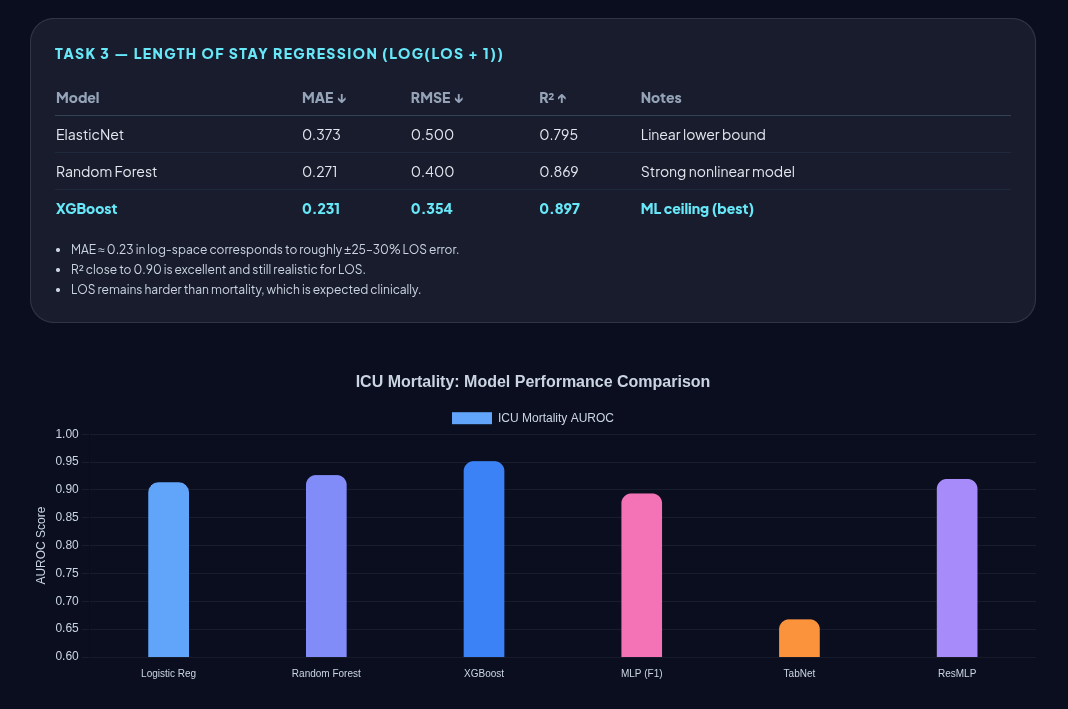 TASK 3 — LENGTH OF STAY REGRESSION (LOG(LOS + 1))
Model MAE ↓ RMSE ↓ R² ↑ Notes
ElasticNet 0.373 0.500 0.795 Linear lower bound
Random Forest 0.271 0.400 0.869 Strong nonlinear model
XGBoost 0.231 0.354 0.897 ML ceiling (best)
• MAE ≈ 0.23 in log-space corresponds to roughly ±25–30% LOS error.
• R² close to 0.90 is excellent and still realistic for LOS.
• LOS remains harder than mortality, which is expected clinically.
ICU Mortality: Model Performance Comparison
ICU Mortality AUROC
AUROC Score
1.00
0.95
0.90
0.85
0.80
0.75
0.70
0.65
0.60
Logistic Reg Random Forest XGBoost MLP (F1) TabNet ResMLP